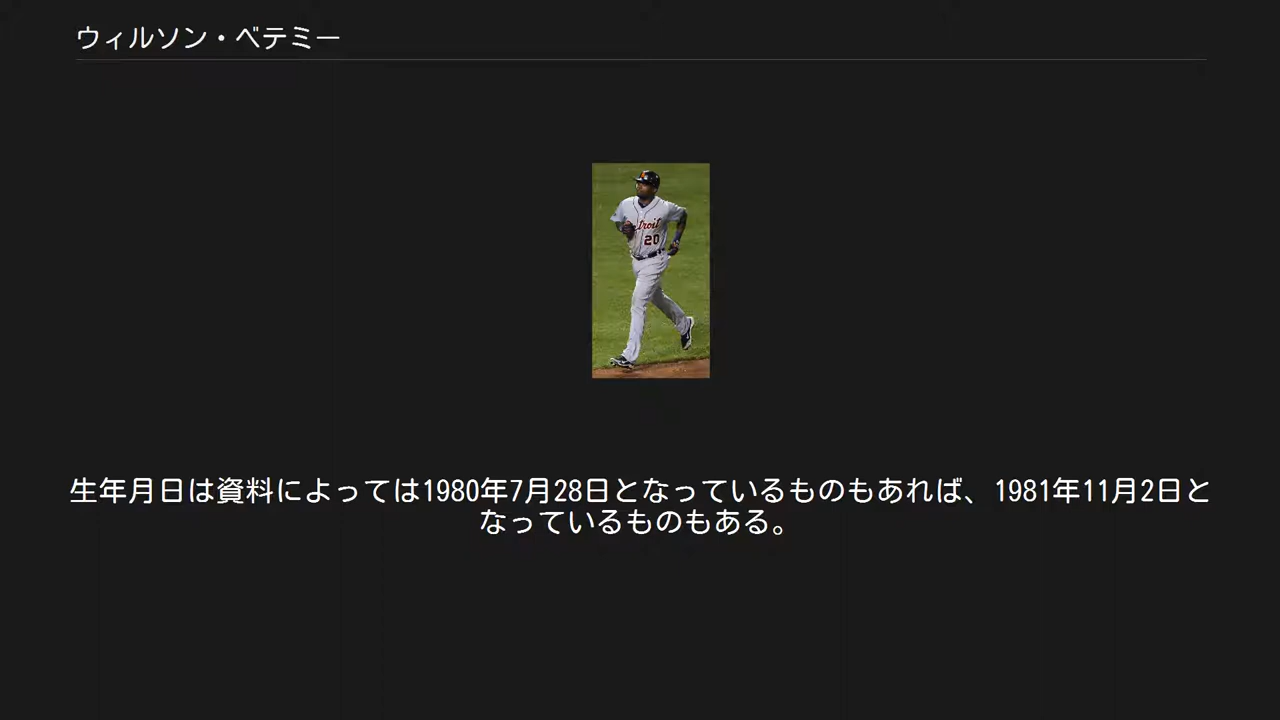 ウィルソン・ベテミー
troit
20
生年月日は資料によっては1980年7月28日となっているものもあれば、1981年11月2日と
なっているものもある。